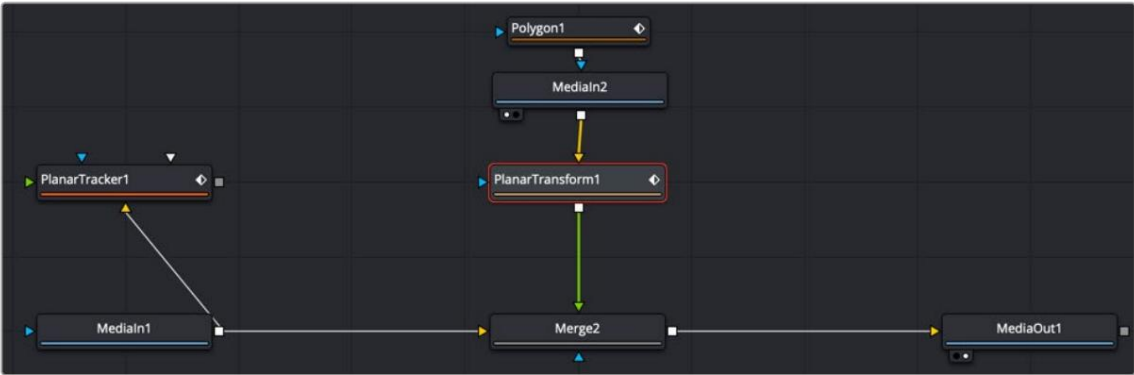 Polygon1
MediaIn2
PlanarTracker1
PlanarTransform1
MediaIn1
Merge2
MediaOut1